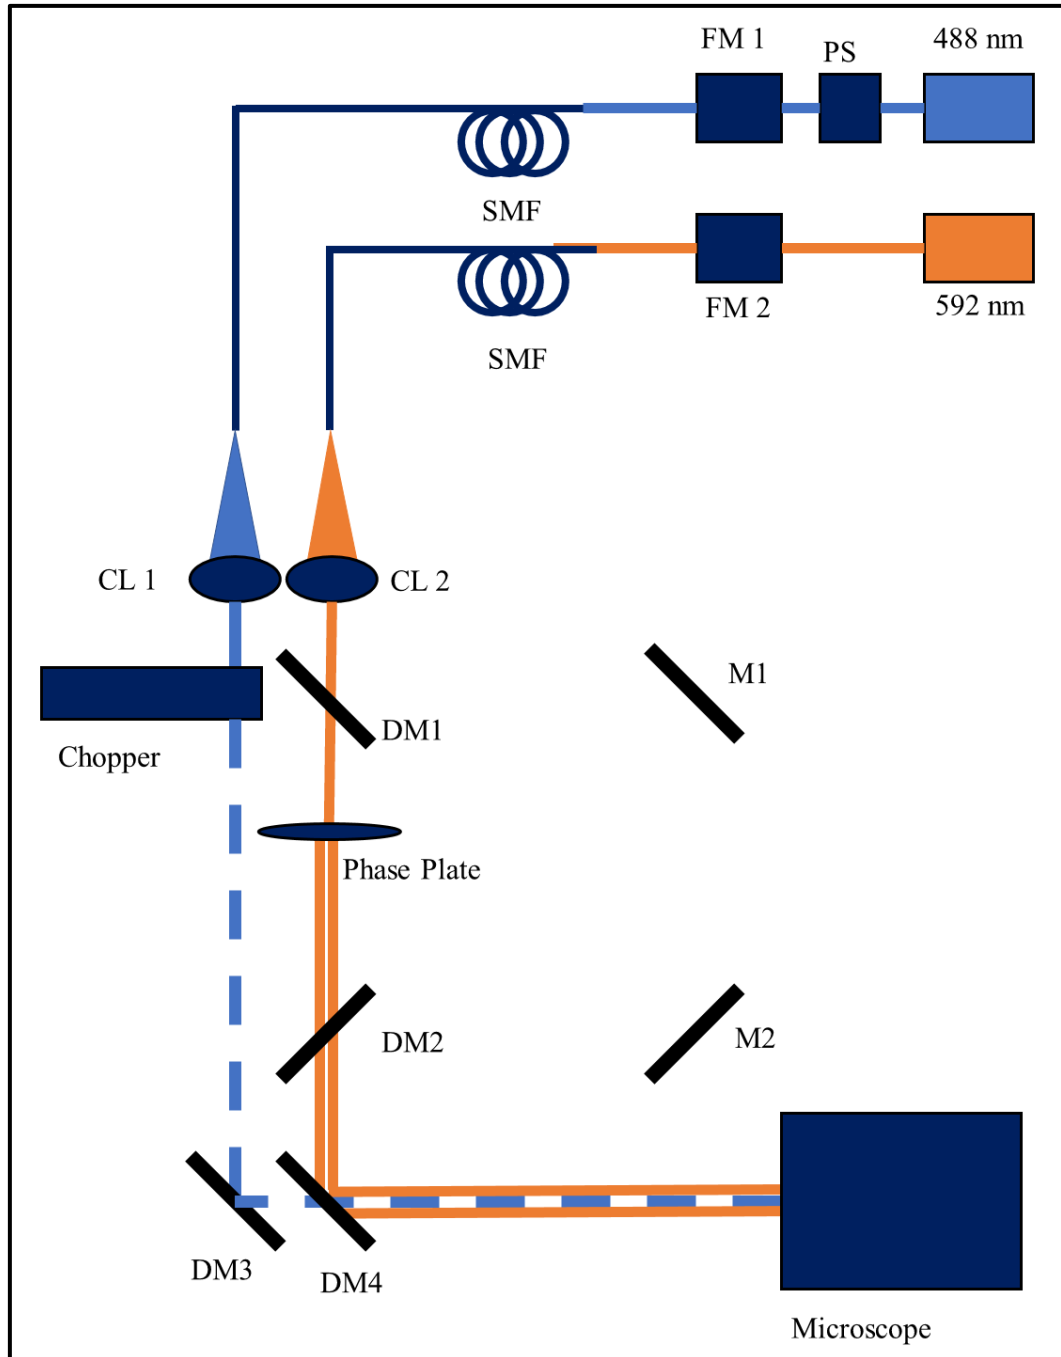 FM 1
PS
488 nm
SMF
FM 2
592 nm
SMF
CL 1
CL 2
M1
DM1
Chopper
Phase Plate
DM2
M2
DM3
DM4
Microscope